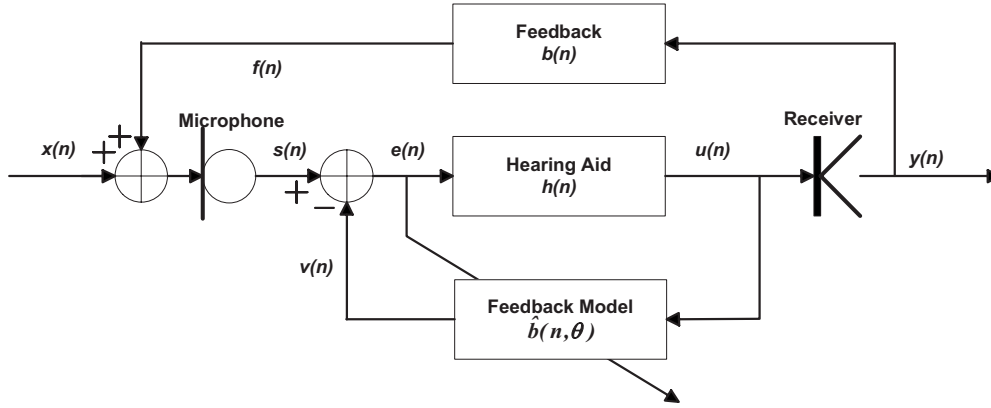 Feedback
b(n)
f(n)
Microphone
Receiver
x(n)
+
+
s(n)
e(n)
Hearing Aid
h(n)
u(n)
y(n)
+
−
v(n)
Feedback Model
b̂(n,θ)